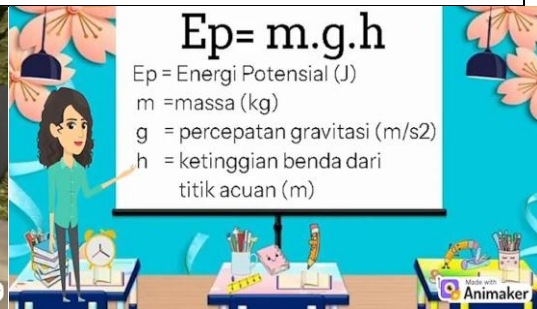 Ep= m.g.h
Ep = Energi Potensial (J)
m =massa (kg)
g = percepatan gravitasi (m/s2)
h = ketinggian benda dari
titik acuan (m)
Made with
Animaker